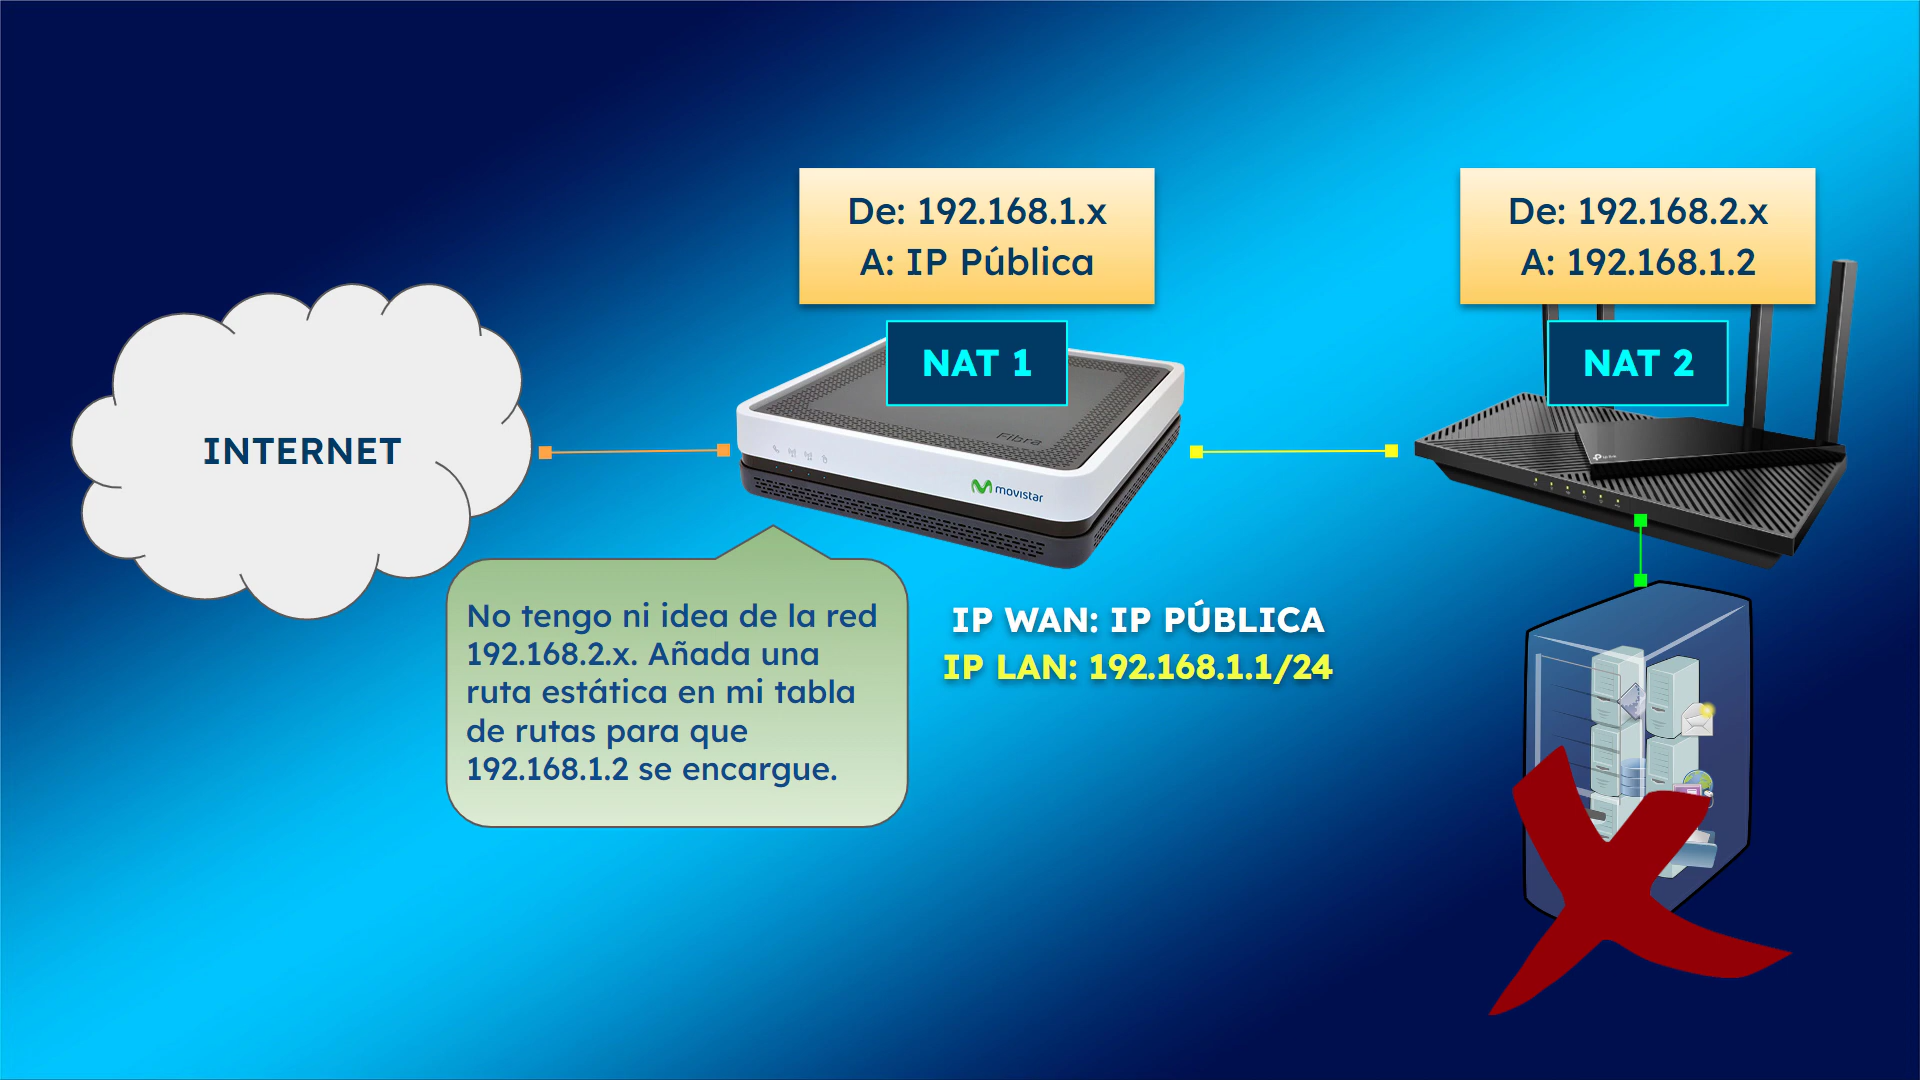 De: 192.168.1.x
A: IP Pública
De: 192.168.2.x
A: 192.168.1.2
NAT 1
NAT 2
INTERNET
Fibra
movistar
No tengo ni idea de la red
192.168.2.x. Añada una
ruta estática en mi tabla
de rutas para que
192.168.1.2 se encargue.
IP WAN: IP PÚBLICA
IP LAN: 192.168.1.1/24